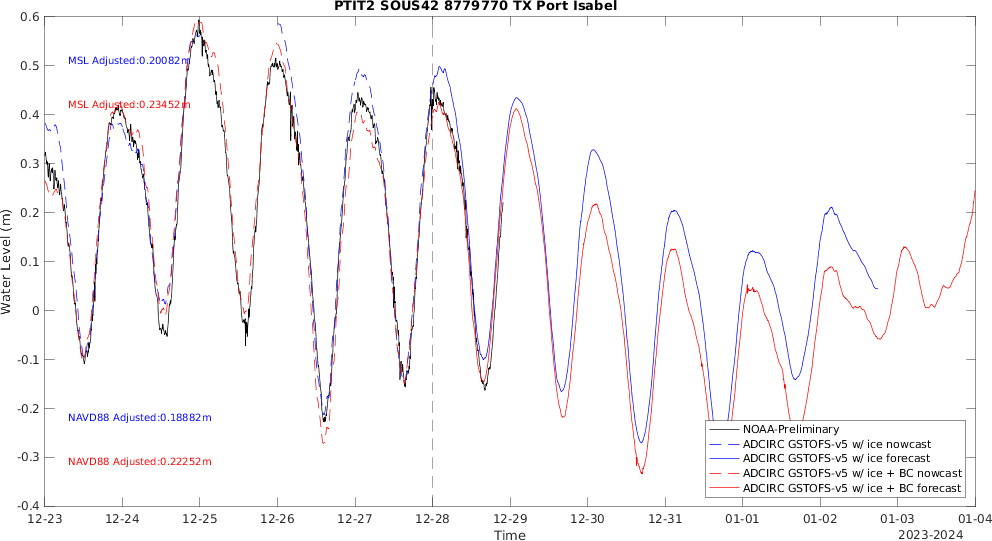 PTIT2 SOUS42 8779770 TX Port Isabel
0.6
0.5
0.4
0.3
0.2
0.1
0
-0.1
-0.2
-0.3
-0.4
Water Level (m)
MSL Adjusted:0.20082m
MSL Adjusted:0.23452m
NAVD88 Adjusted:0.18882m
NAVD88 Adjusted:0.22252m
NOAA-Preliminary
ADCIRC GSTOFS-v5 w/ ice nowcast
ADCIRC GSTOFS-v5 w/ ice forecast
ADCIRC GSTOFS-v5 w/ ice + BC nowcast
ADCIRC GSTOFS-v5 w/ ice + BC forecast
12-23 12-24 12-25 12-26 12-27 12-28 12-29 12-30 12-31 01-01 01-02 01-03 01-04
Time
2023-2024